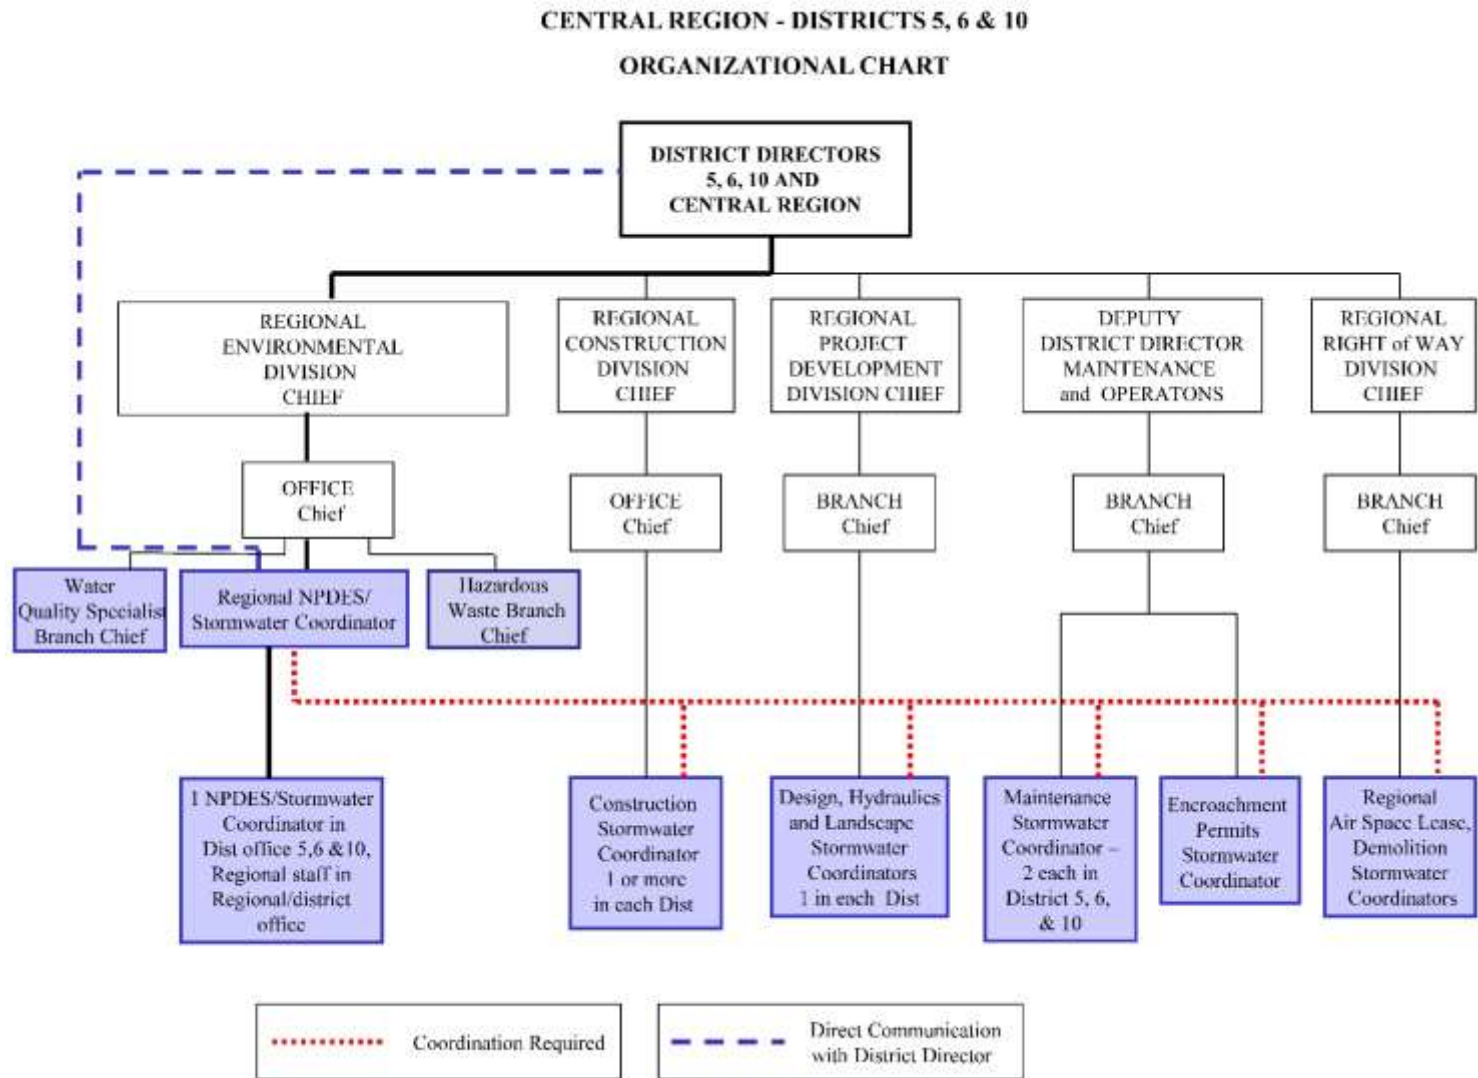 CENTRAL REGION - DISTRICTS 5, 6 & 10
ORGANIZATIONAL CHART
DISTRICT DIRECTORS
5, 6, 10 AND
CENTRAL REGION
REGIONAL
ENVIRONMENTAL
DIVISION
CHIEF
REGIONAL
CONSTRUCTION
DIVISION
CHIEF
REGIONAL
PROJECT
DEVELOPMENT
DIVISION CHIEF
DEPUTY
DISTRICT DIRECTOR
MAINTENANCE
and OPERATONS
REGIONAL
RIGHT of WAY
DIVISION
CHIEF
OFFICE
Chief
OFFICE
Chief
BRANCH
Chief
BRANCH
Chief
BRANCH
Chief
Water
Quality Specialist
Branch Chief
Regional NPDES/
Stormwater Coordinator
Hazardous
Waste Branch
Chief
1 NPDES/Stormwater
Coordinator in
Dist office 5,6 &10,
Regional staff in
Regional/district
office
Construction
Stormwater
Coordinator
1 or more
in each Dist
Design, Hydraulics
and Landscape
Stormwater
Coordinators
1 in each Dist
Maintenance
Stormwater
Coordinator –
2 each in
District 5, 6,
& 10
Encroachment
Permits
Stormwater
Coordinator
Regional
Air Space Lease,
Demolition
Stormwater
Coordinators
Coordination Required
Direct Communication
with District Director